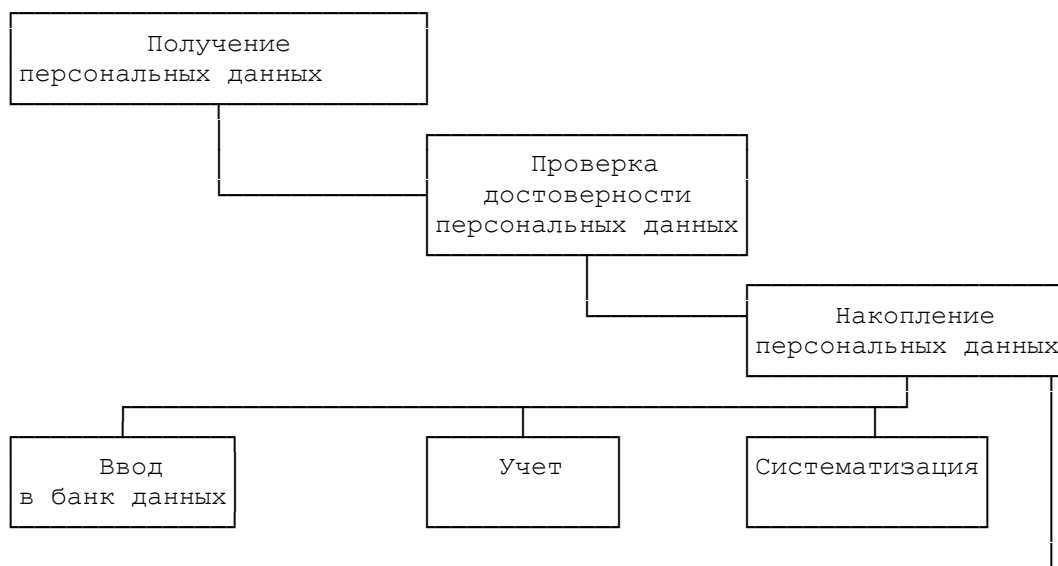 Получение
персональных данных
Проверка
достоверности
персональных данных
Накопление
персональных данных
Ввод
в банк данных
Учет
Систематизация